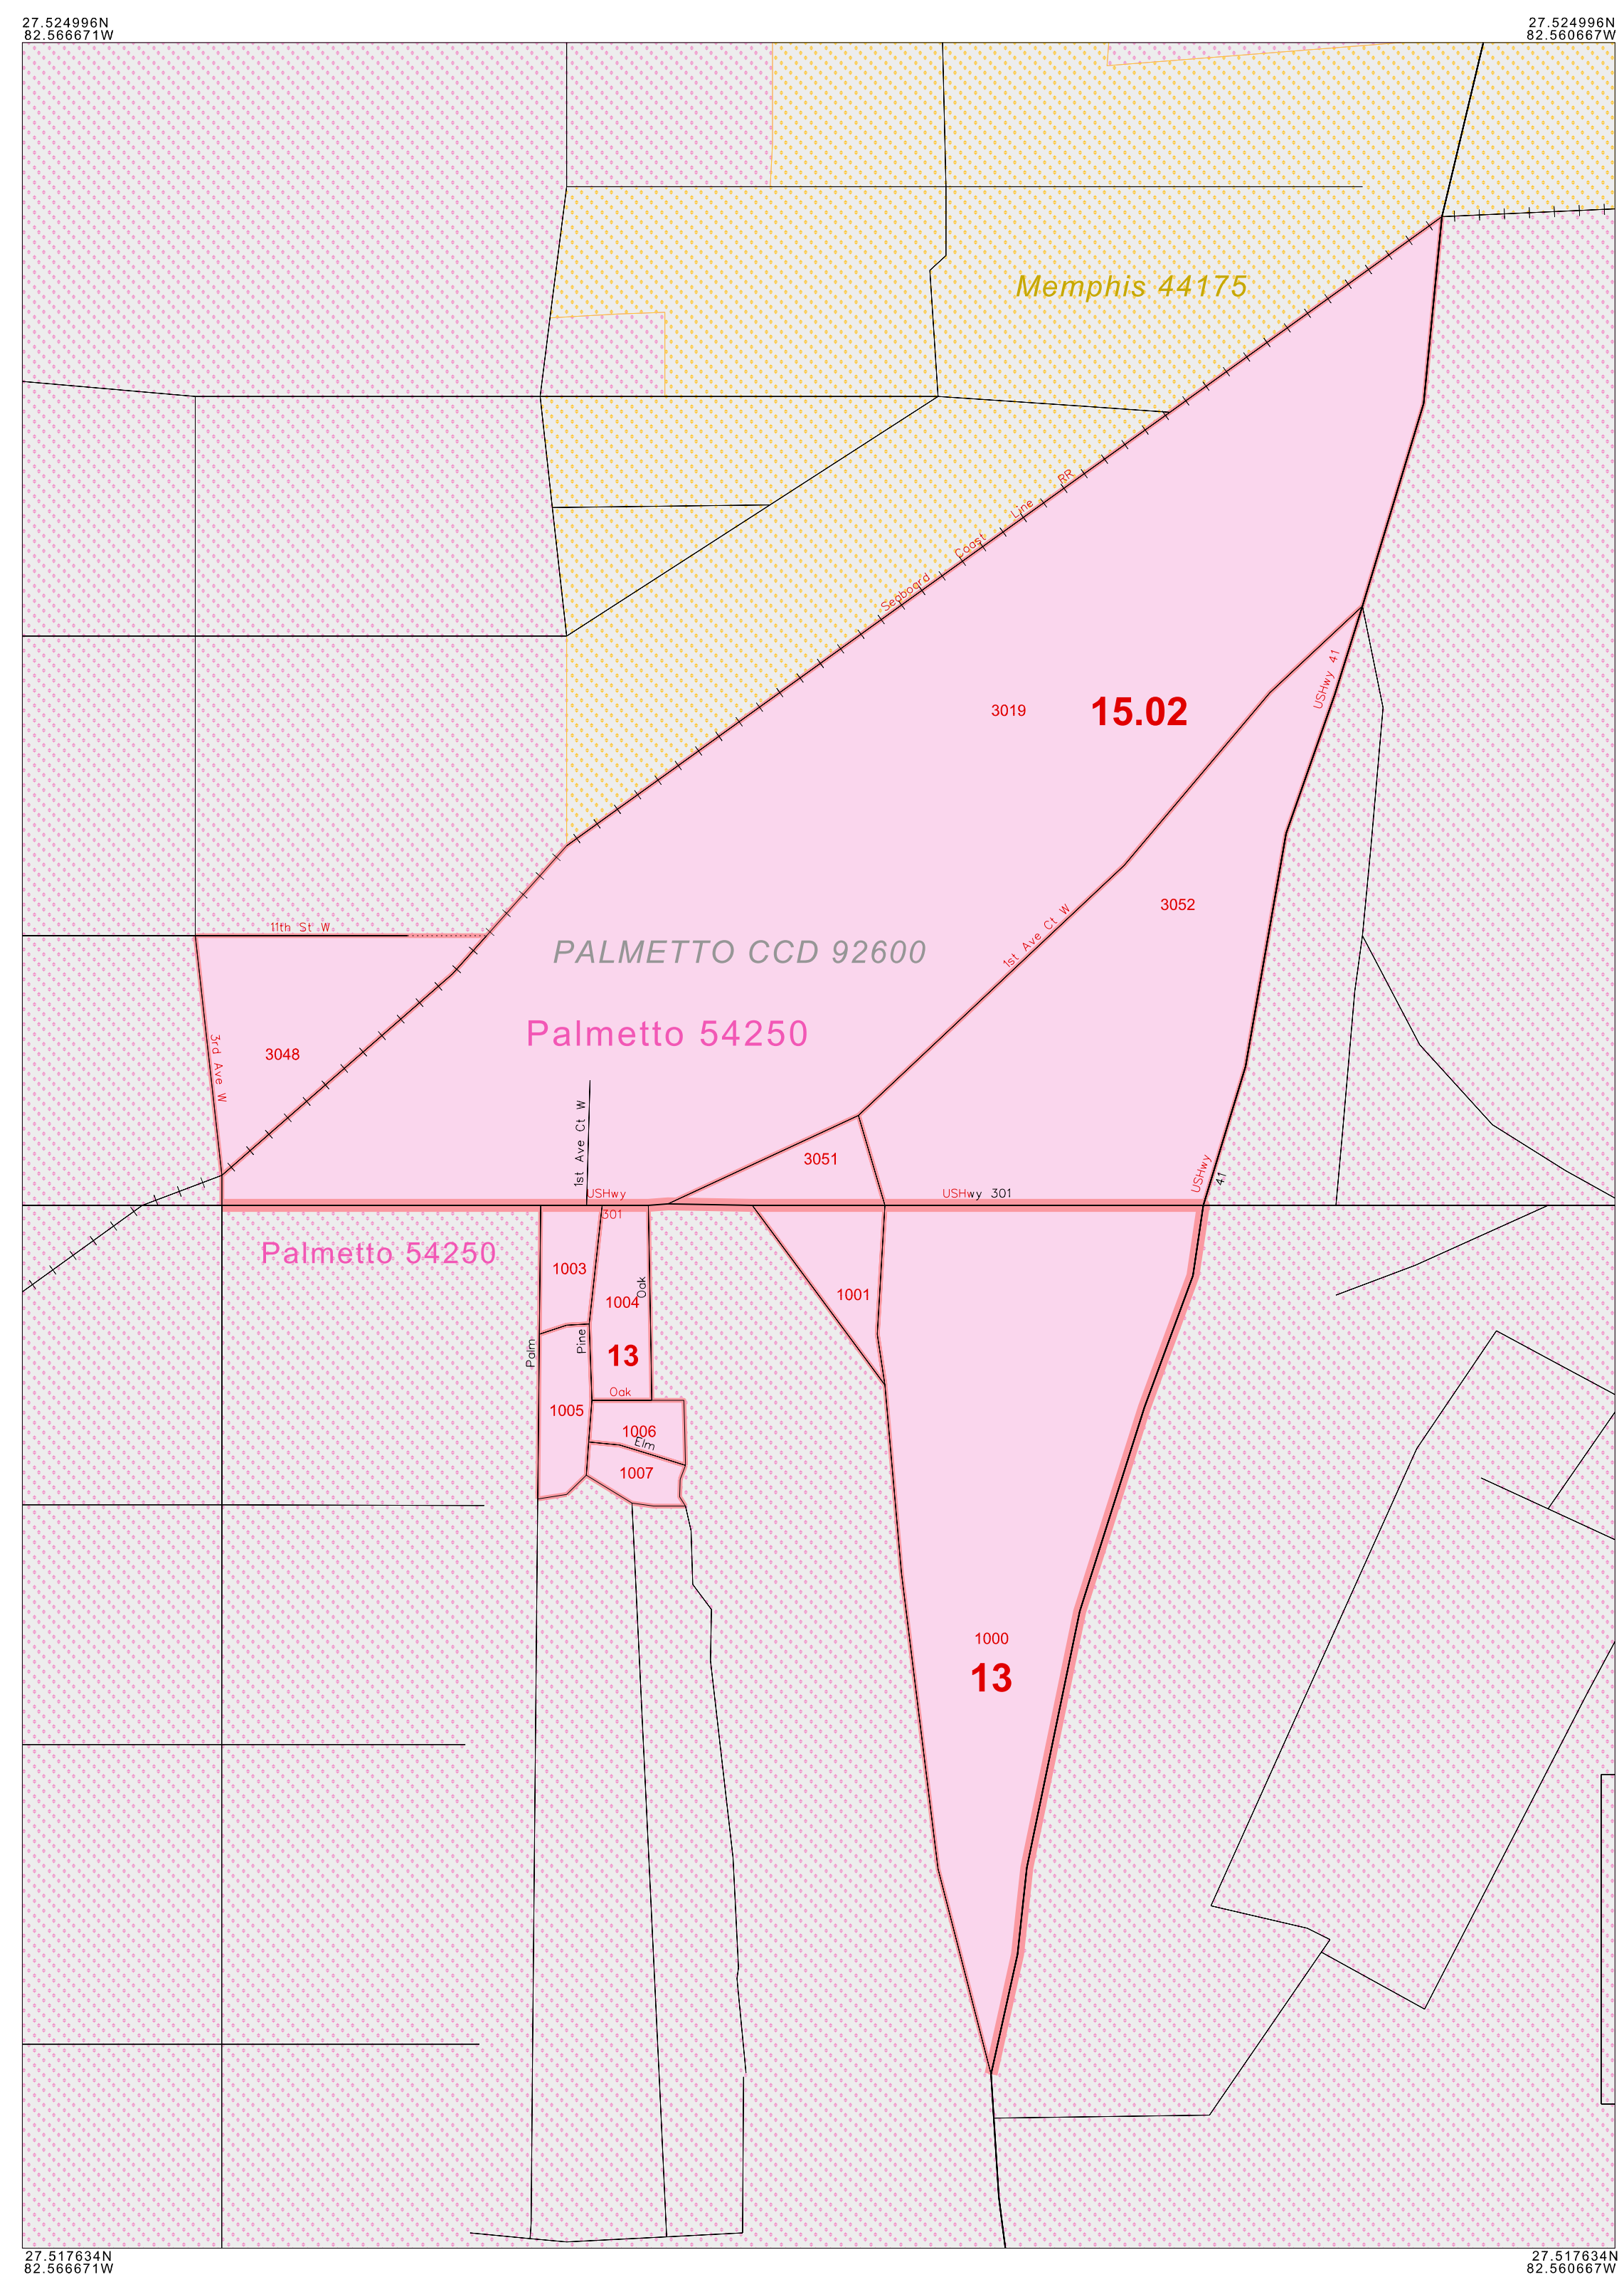 27.524996N
82.566671W
27.524996N
82.560667W
Memphis 44175
Seaboard Coast Line RR
USHwy 41
3019
15.02
3052
1st Ave Ct W
11th St W
PALMETTO CCD 92600
Palmetto 54250
3rd Ave W
3048
1st Ave Ct W
3051
USHwy 41
USHwy 301
USHwy 301
Palmetto 54250
1003
1004
Oak
1001
Palm
Pine
13
Oak
1005
1006
Elm
1007
1000
13
27.517634N
82.566671W
27.517634N
82.560667W